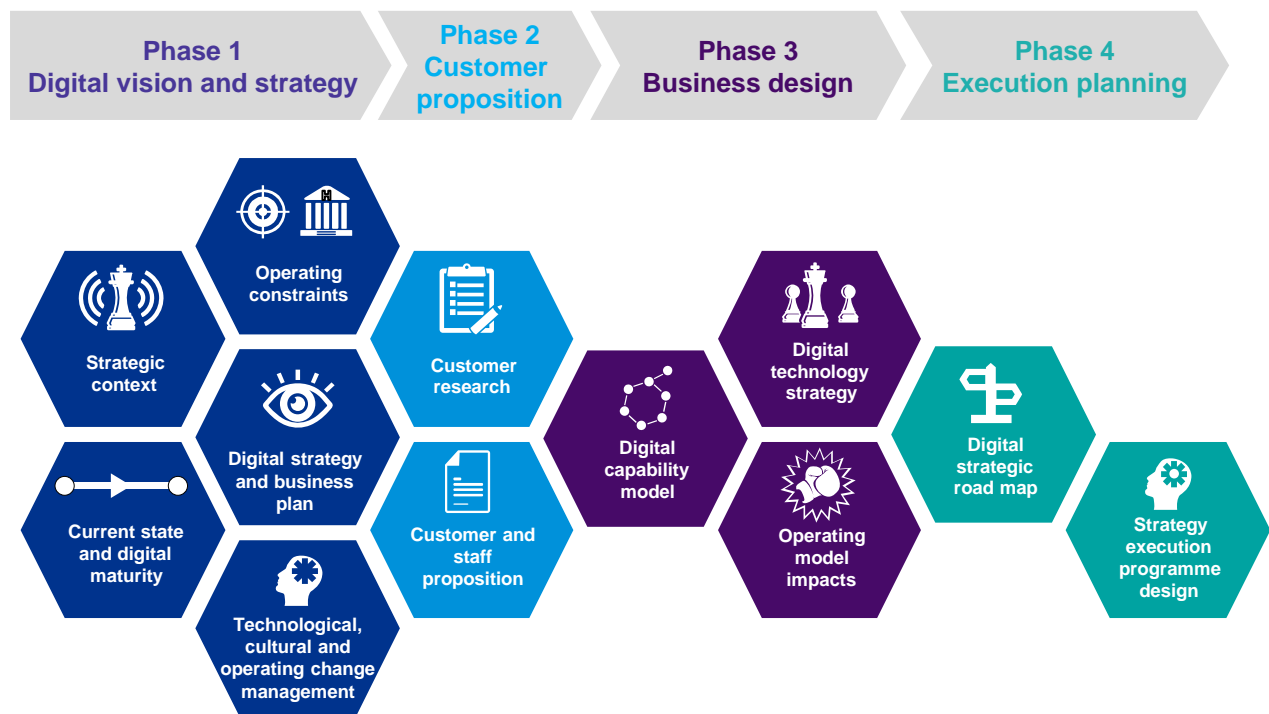 Phase 1
Digital vision and strategy
Phase 2
Customer
proposition
Phase 3
Business design
Phase 4
Execution planning
Operating
constraints
Strategic
context
Customer
research
Digital
technology
strategy
Digital strategy
and business
plan
Digital
capability
model
Digital
strategic
road map
Current state
and digital
maturity
Customer and
staff
proposition
Operating
model
impacts
Strategy
execution
programme
design
Technological,
cultural and
operating change
management